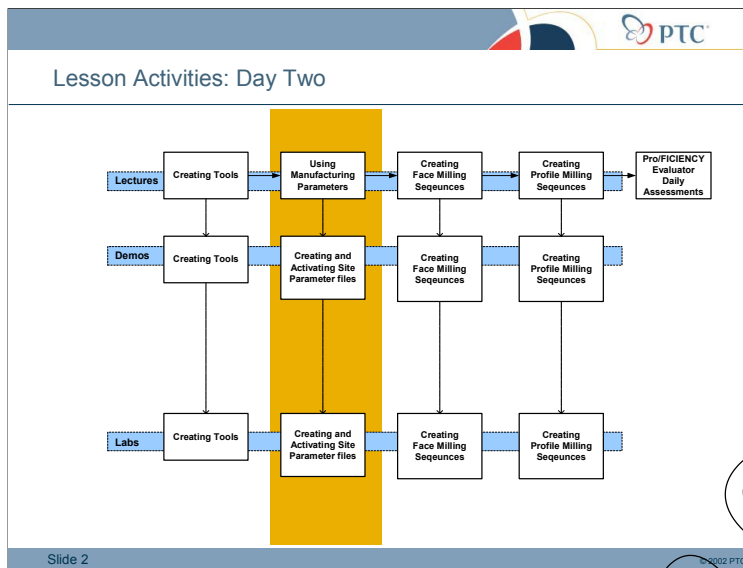 PTC
Lesson Activities: Day Two
Lectures
Creating Tools
Using
Manufacturing
Parameters
Creating
Face Milling
Seqeunces
Creating
Profile Milling
Seqeunces
Pro/FICIENCY
Evaluator
Daily
Assessments
Demos
Creating Tools
Creating and
Activating Site
Parameter files
Creating
Face Milling
Seqeunces
Creating
Profile Milling
Seqeunces
Labs
Creating Tools
Creating and
Activating Site
Parameter files
Creating
Face Milling
Seqeunces
Creating
Profile Milling
Seqeunces
Slide 2
© 2002 PTC